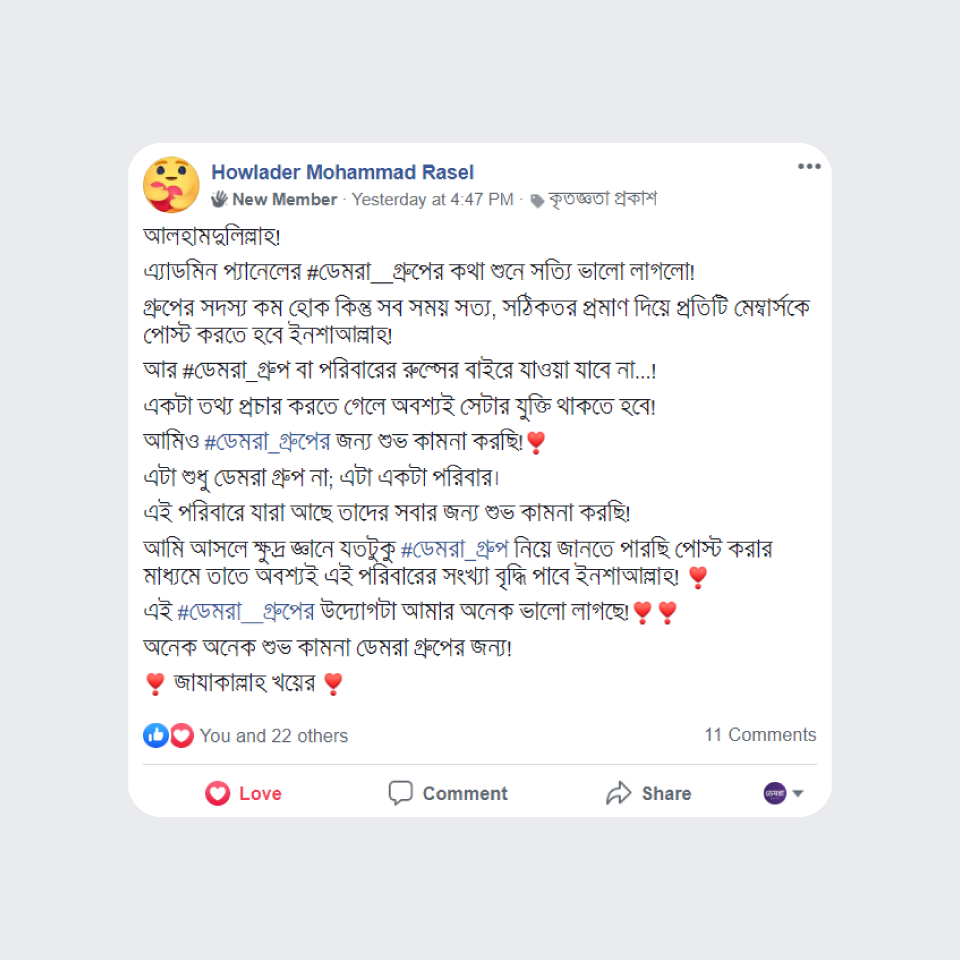 Howlader Mohammad Rasel
New Member · Yesterday at 4:47 PM · কৃতজ্ঞতা প্রকাশ
আলহামদুলিল্লাহ!
এ্যাডমিন প্যানেলের #ডেমরা__গ্রুপের কথা শুনে সত্যি ভালো লাগলো!
গ্রুপের সদস্য কম হোক কিন্তু সব সময় সত্য, সঠিকতর প্রমাণ দিয়ে প্রতিটি মেম্বার্সকে
পোস্ট করতে হবে ইনশাআল্লাহ!
আর #ডেমরা_গ্রুপ বা পরিবারের রুল্সের বাইরে যাওয়া যাবে না...!
একটা তথ্য প্রচার করতে গেলে অবশ্যই সেটার যুক্তি থাকতে হবে!
আমিও #ডেমরা_গ্রুপের জন্য শুভ কামনা করছি!❣️
এটা শুধু ডেমরা গ্রুপ না; এটা একটা পরিবার।
এই পরিবারে যারা আছে তাদের সবার জন্য শুভ কামনা করছি!
আমি আসলে ক্ষুদ্র জ্ঞানে যতটুকু #ডেমরা_গ্রুপ নিয়ে জানতে পারছি পোস্ট করার
মাধ্যমে তাতে অবশ্যই এই পরিবারের সংখ্যা বৃদ্ধি পাবে ইনশাআল্লাহ! ❣️
এই #ডেমরা__গ্রুপের উদ্যোগটা আমার অনেক ভালো লাগছে!❣️❣️
অনেক অনেক শুভ কামনা ডেমরা গ্রুপের জন্য!
❣️ জাযাকাল্লাহ খয়ের ❣️
You and 22 others
11 Comments
Love
Comment
Share
ডেমরা